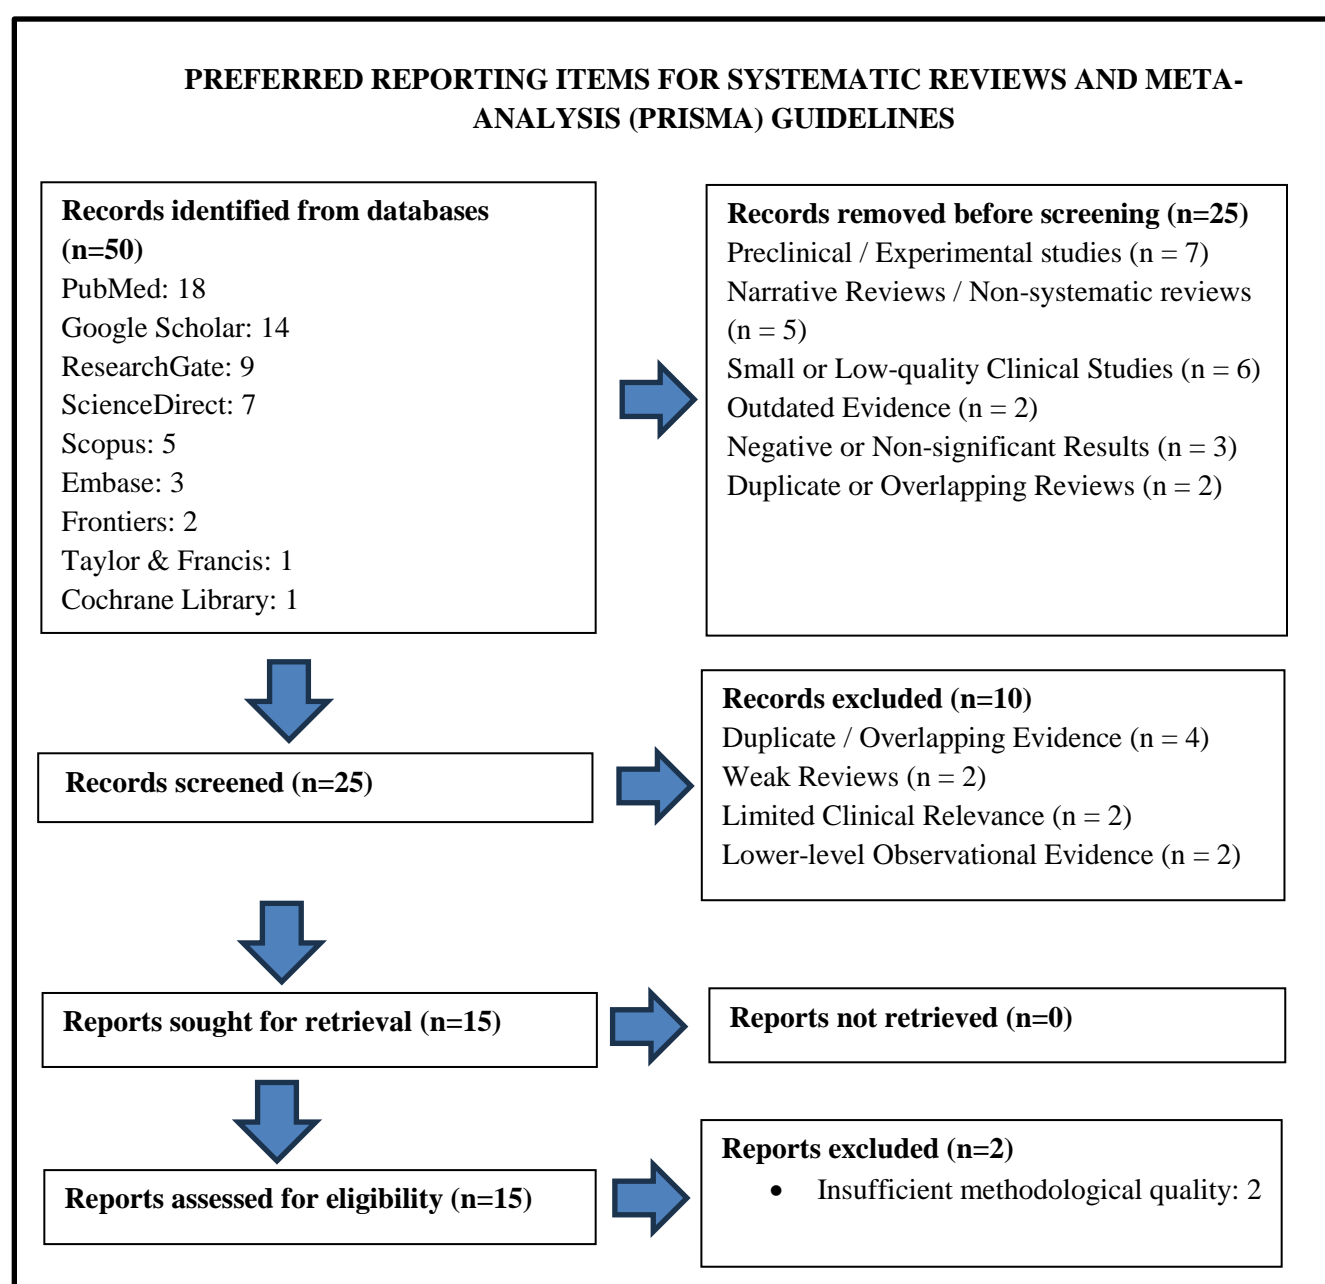 PREFERRED REPORTING ITEMS FOR SYSTEMATIC REVIEWS AND META-
ANALYSIS (PRISMA) GUIDELINES
Records identified from databases
(n=50)
PubMed: 18
Google Scholar: 14
ResearchGate: 9
ScienceDirect: 7
Scopus: 5
Embase: 3
Frontiers: 2
Taylor & Francis: 1
Cochrane Library: 1
Records removed before screening (n=25)
Preclinical / Experimental studies (n = 7)
Narrative Reviews / Non-systematic reviews
(n = 5)
Small or Low-quality Clinical Studies (n = 6)
Outdated Evidence (n = 2)
Negative or Non-significant Results (n = 3)
Duplicate or Overlapping Reviews (n = 2)
Records screened (n=25)
Records excluded (n=10)
Duplicate / Overlapping Evidence (n = 4)
Weak Reviews (n = 2)
Limited Clinical Relevance (n = 2)
Lower-level Observational Evidence (n = 2)
Reports sought for retrieval (n=15)
Reports not retrieved (n=0)
Reports assessed for eligibility (n=15)
Reports excluded (n=2)
• Insufficient methodological quality: 2